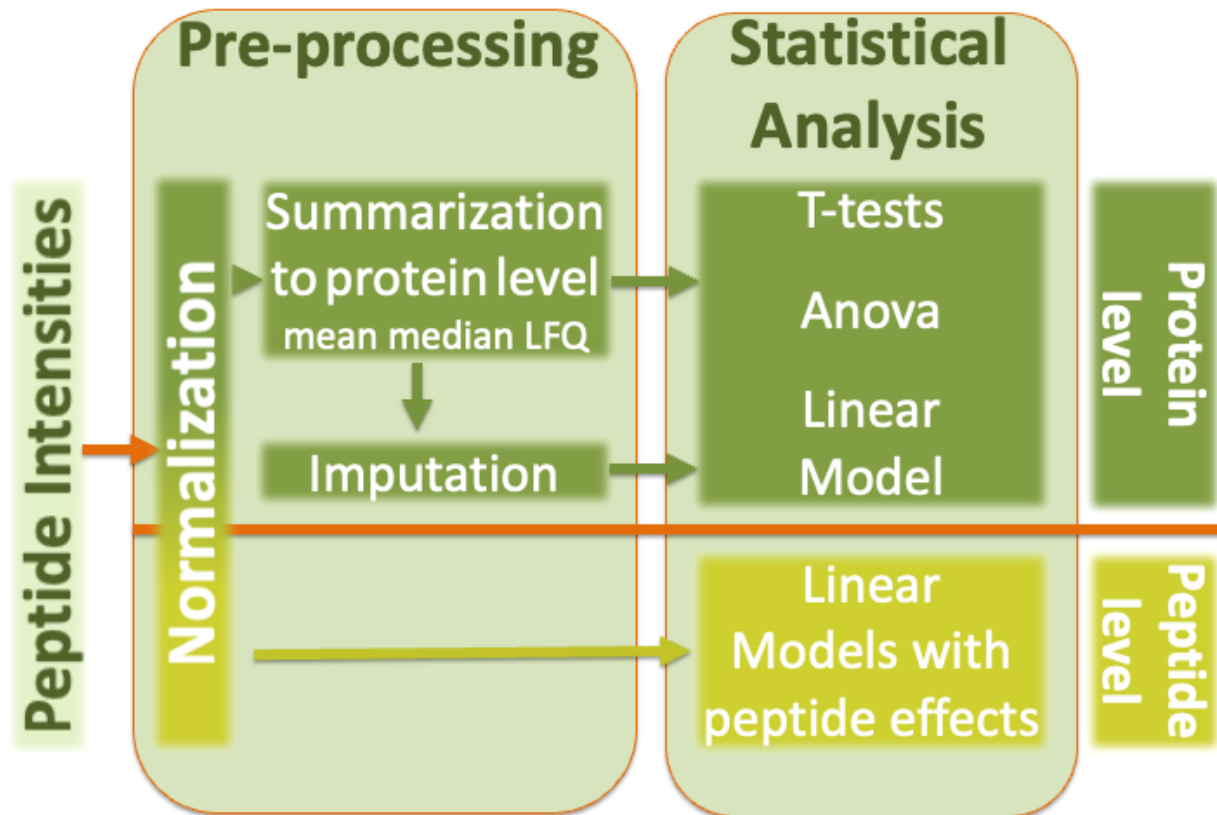 Pre-processing
Statistical
Analysis
Peptide Intensities
Normalization
Summarization
to protein level
mean median LFQ
Imputation
T-tests
Anova
Linear
Model
Protein
level
Linear
Models with
peptide effects
Peptide
level